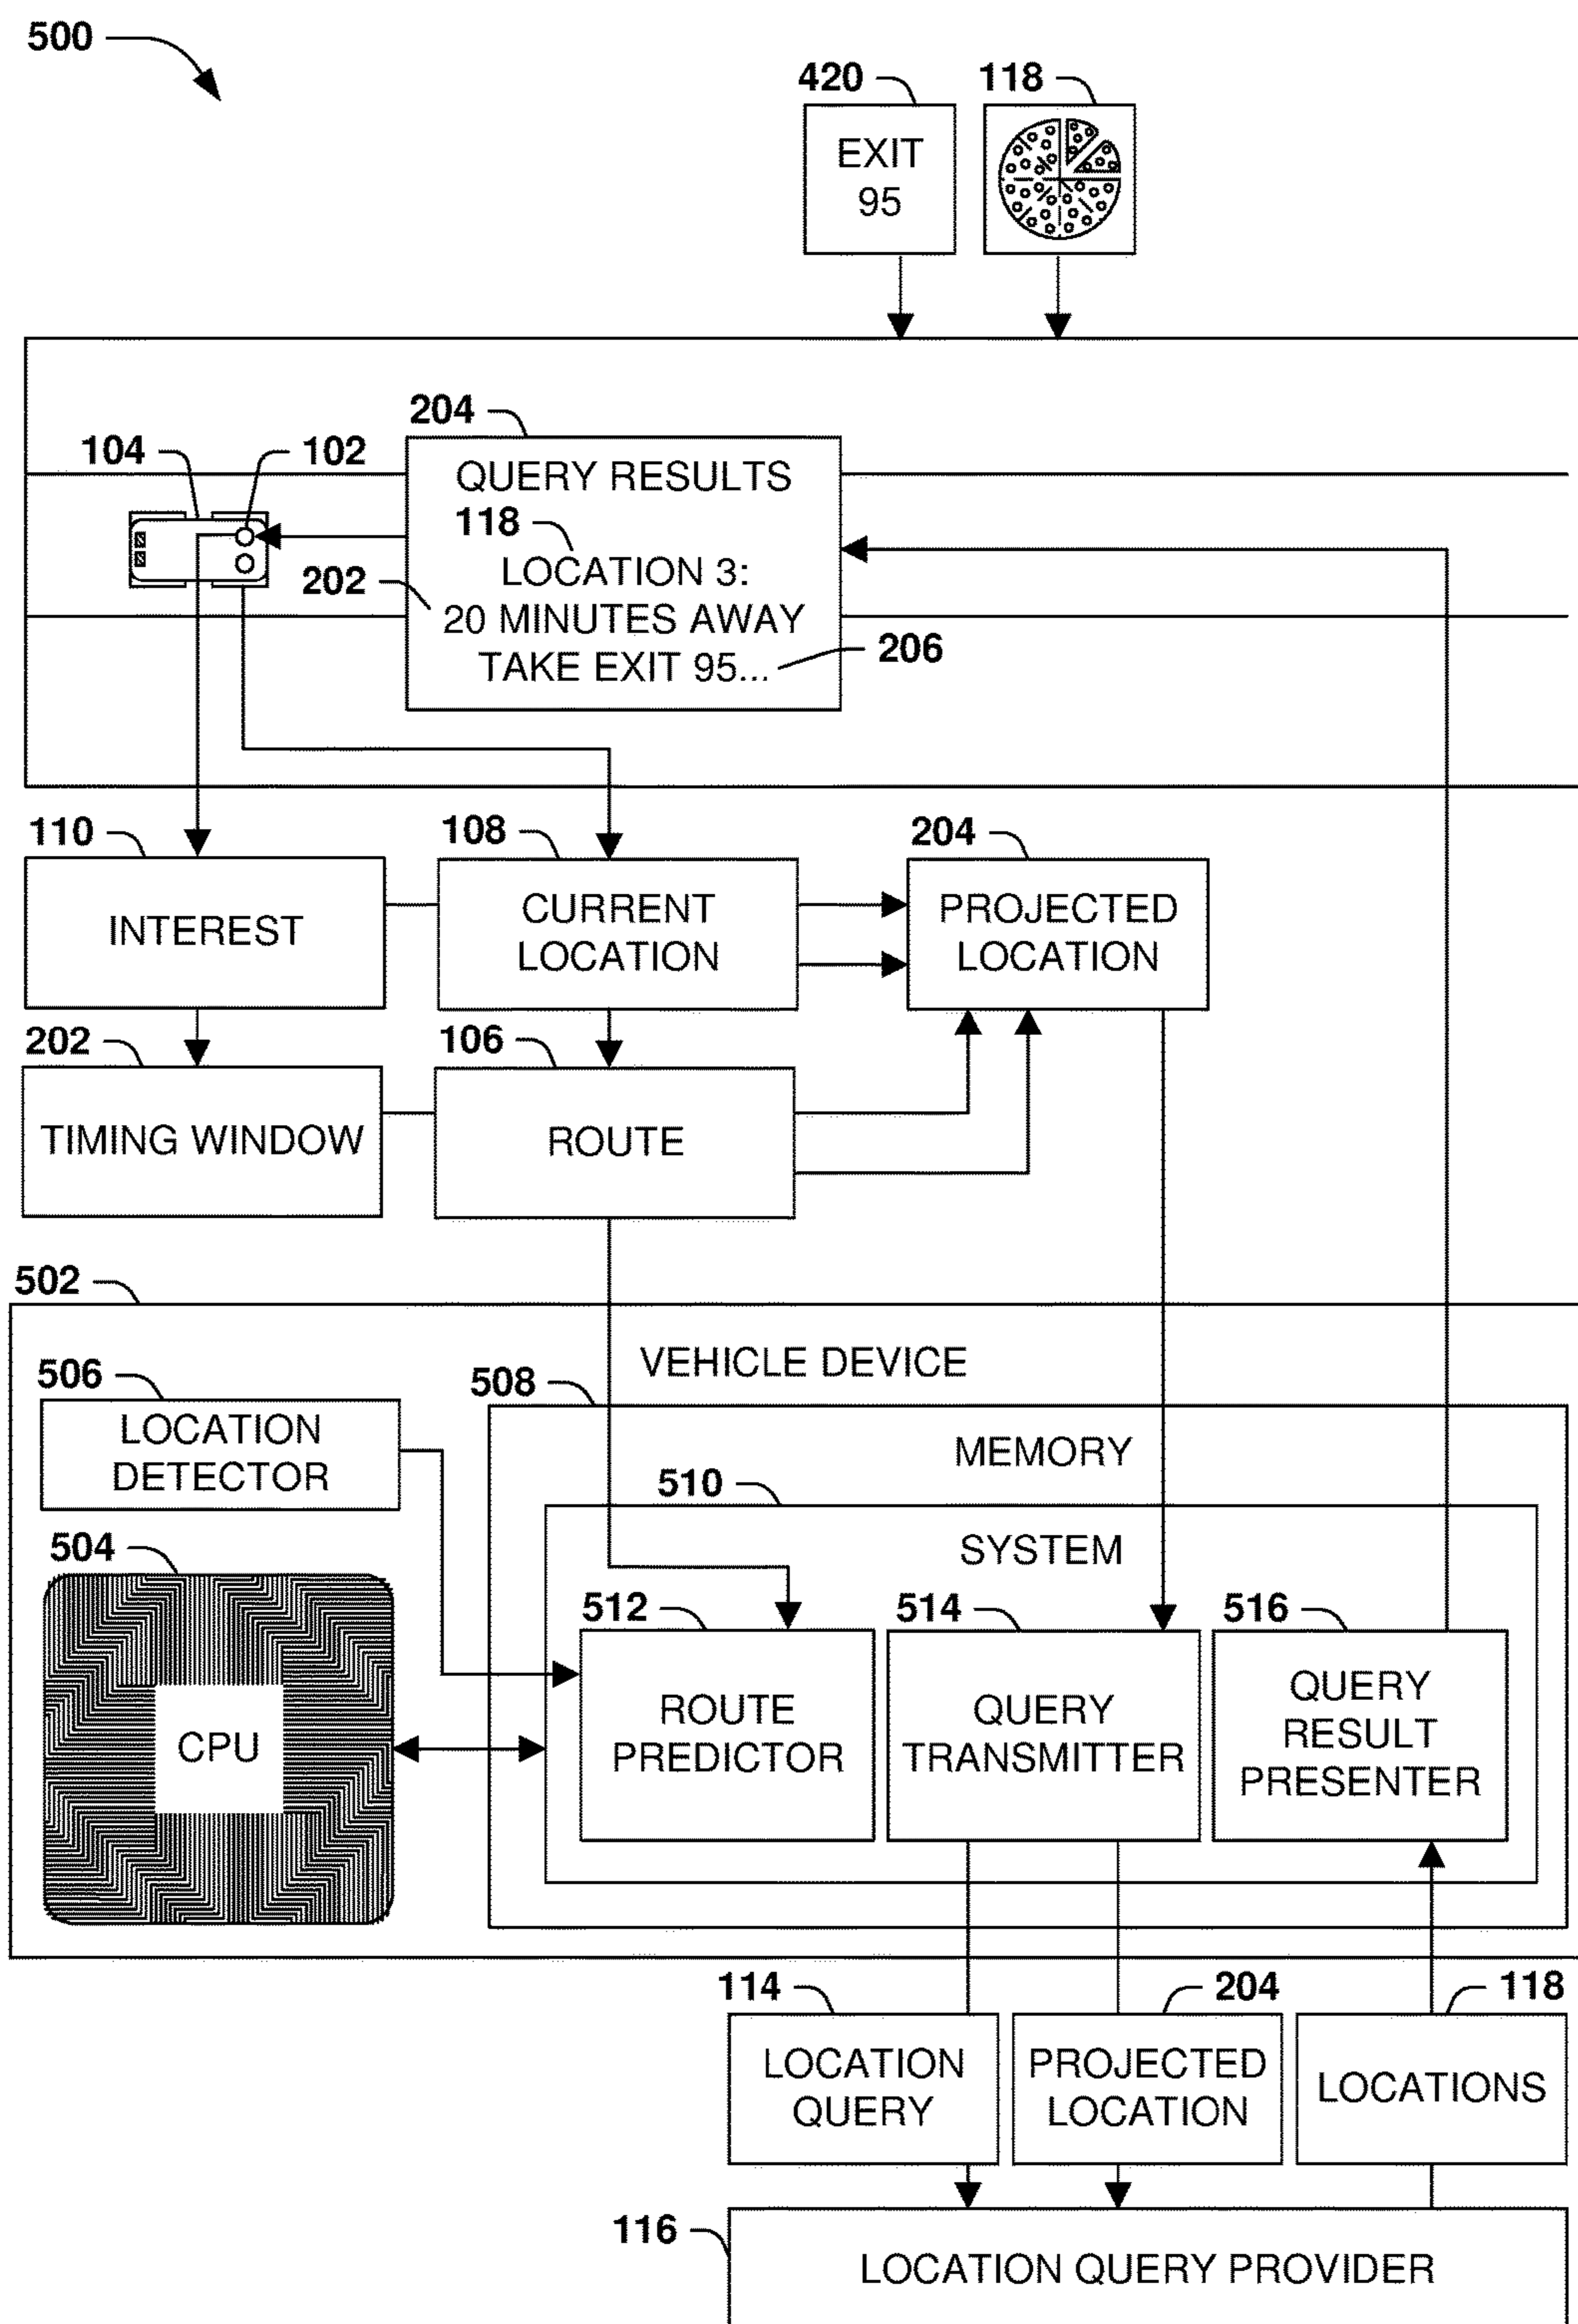 500
420
118
EXIT
95
204
104
102
QUERY RESULTS
118
LOCATION 3:
202
20 MINUTES AWAY
TAKE EXIT 95...
206
110
108
204
INTEREST
CURRENT
LOCATION
PROJECTED
LOCATION
202
106
TIMING WINDOW
ROUTE
502
VEHICLE DEVICE
506
508
LOCATION
DETECTOR
MEMORY
510
504
SYSTEM
512
514
516
CPU
ROUTE
PREDICTOR
QUERY
TRANSMITTER
QUERY
RESULT
PRESENTER
114
204
118
LOCATION
QUERY
PROJECTED
LOCATION
LOCATIONS
116
LOCATION QUERY PROVIDER